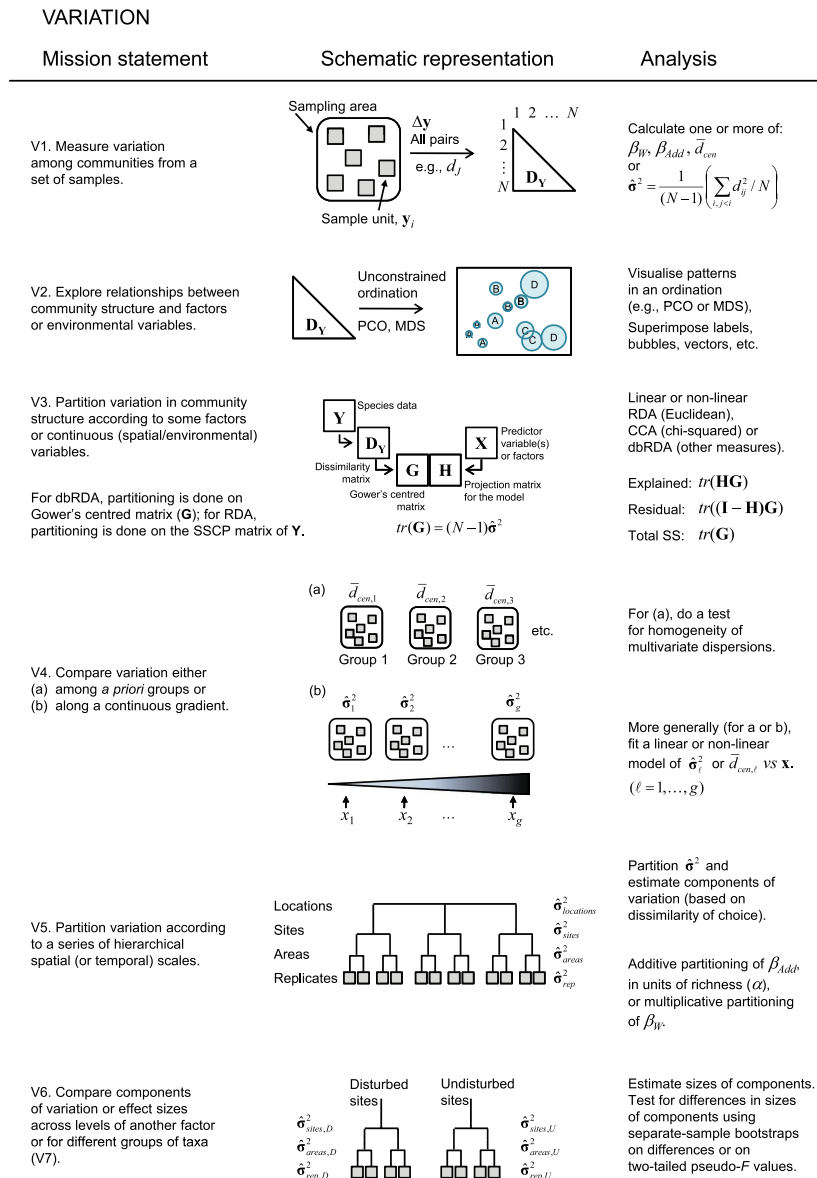 VARIATION
Mission statement
Schematic representation
Analysis
V1. Measure variation
among communities from a
set of samples.
Sampling area
Δy
All pairs
e.g., d_J
Sample unit, y_i
1 2 … N
1
2
⋮
N
D_Y
Calculate one or more of:
β_W, β_Add, d̄_cen
or
σ̂² = 1/(N−1) (∑_{i,j<i} d²_ij / N)
V2. Explore relationships between
community structure and factors
or environmental variables.
D_Y
Unconstrained
ordination
PCO, MDS
B
D
B
B
A
A
A
A
C
C
D
Visualise patterns
in an ordination
(e.g., PCO or MDS),
Superimpose labels,
bubbles, vectors, etc.
V3. Partition variation in community
structure according to some factors
or continuous (spatial/environmental)
variables.
For dbRDA, partitioning is done on
Gower's centred matrix (G); for RDA,
partitioning is done on the SSCP matrix of Y.
Y
Species data
D_Y
Dissimilarity
matrix
G
H
Gower's centred
matrix
X
Predictor
variable(s)
or factors
Projection matrix
for the model
tr(G) = (N−1)σ̂²
Linear or non-linear
RDA (Euclidean),
CCA (chi-squared) or
dbRDA (other measures).
Explained: tr(HG)
Residual: tr((I − H)G)
Total SS: tr(G)
V4. Compare variation either
(a) among a priori groups or
(b) along a continuous gradient.
(a)
d̄_cen,1 d̄_cen,2 d̄_cen,3
etc.
Group 1 Group 2 Group 3
(b)
σ̂²_1 σ̂²_2 σ̂²_g
…
x_1 x_2 … x_g
For (a), do a test
for homogeneity of
multivariate dispersions.
More generally (for a or b),
fit a linear or non-linear
model of σ̂²_ℓ or d̄_cen,ℓ vs x.
(ℓ = 1,…, g)
V5. Partition variation according
to a series of hierarchical
spatial (or temporal) scales.
Locations
Sites
Areas
Replicates
σ̂²_locations
σ̂²_sites
σ̂²_areas
σ̂²_rep
Partition σ̂² and
estimate components of
variation (based on
dissimilarity of choice).
Additive partitioning of β_Add,
in units of richness (α),
or multiplicative partitioning
of β_W.
V6. Compare components
of variation or effect sizes
across levels of another factor
or for different groups of taxa
(V7).
Disturbed
sites
Undisturbed
sites
σ̂²_sites,D
σ̂²_areas,D
σ̂²_rep,D
σ̂²_sites,U
σ̂²_areas,U
σ̂²_rep,U
Estimate sizes of components.
Test for differences in sizes
of components using
separate-sample bootstraps
on differences or on
two-tailed pseudo-F values.